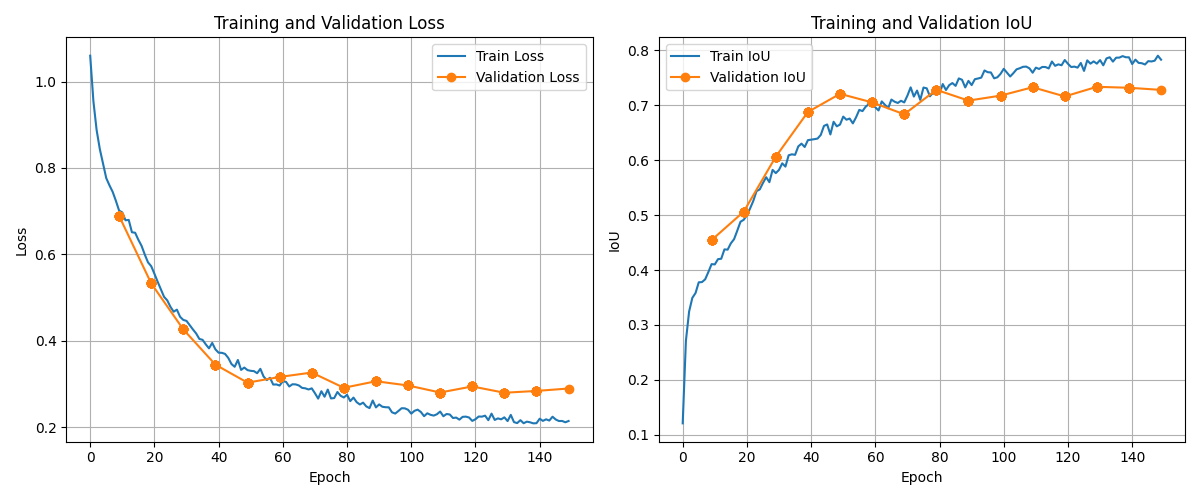 Training and Validation Loss
Train Loss
Validation Loss
1.0
0.8
0.6
0.4
0.2
Loss
0 20 40 60 80 100 120 140
Epoch
Training and Validation IoU
Train IoU
Validation IoU
0.8
0.7
0.6
0.5
0.4
0.3
0.2
0.1
IoU
0 20 40 60 80 100 120 140
Epoch